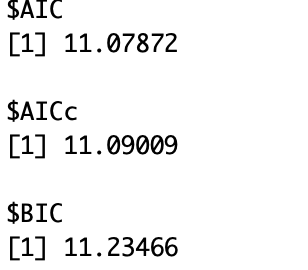 $AIC
[1] 11.07872
$AICc
[1] 11.09009
$BIC
[1] 11.23466